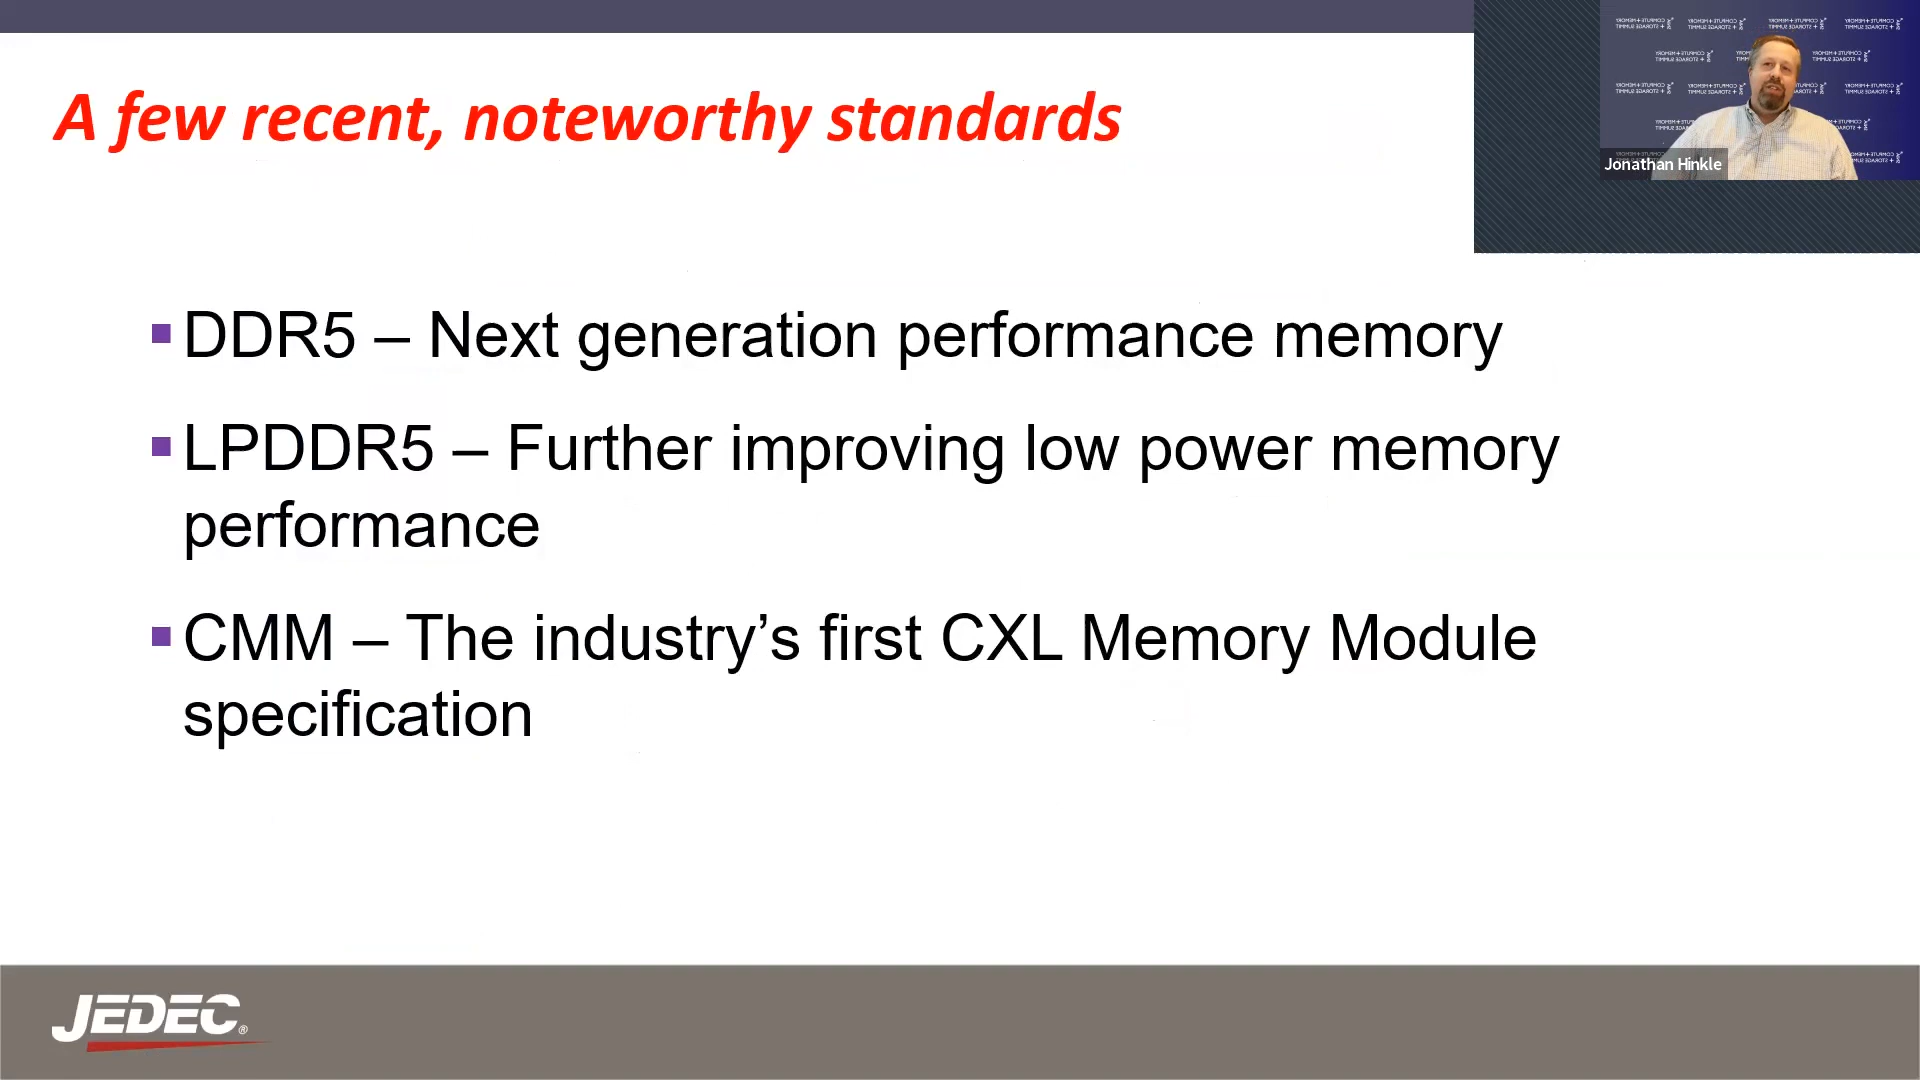 A few recent, noteworthy standards
Jonathan Hinkle
DDR5 – Next generation performance memory
LPDDR5 – Further improving low power memory
performance
CMM – The industry’s first CXL Memory Module
specification
JEDEC®